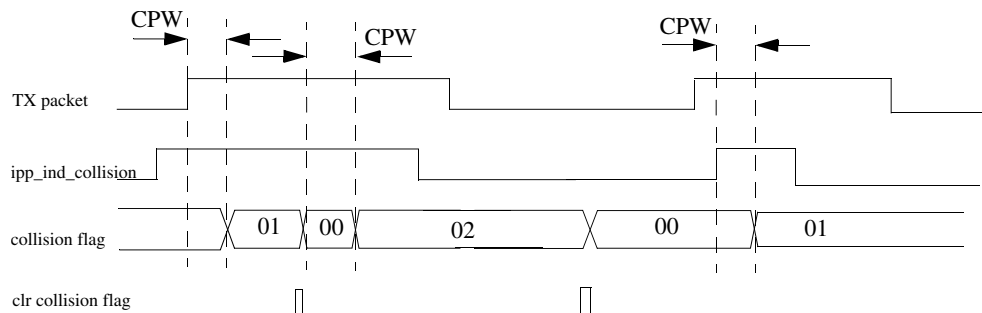 CPW
CPW
CPW
TX packet
ipp_ind_collision
collision flag
01
00
02
00
01
clr collision flag